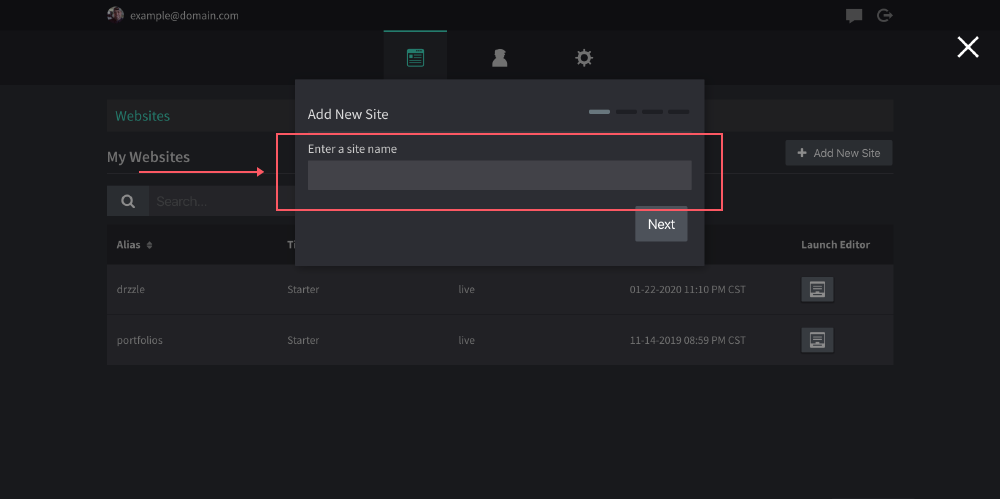 example@domain.com
Add New Site
Websites
Enter a site name
My Websites
+ Add New Site
Search...
Next
Alias
Launch Editor
drzzle Starter live 01-22-2020 11:10 PM CST
portfolios Starter live 11-14-2019 08:59 PM CST